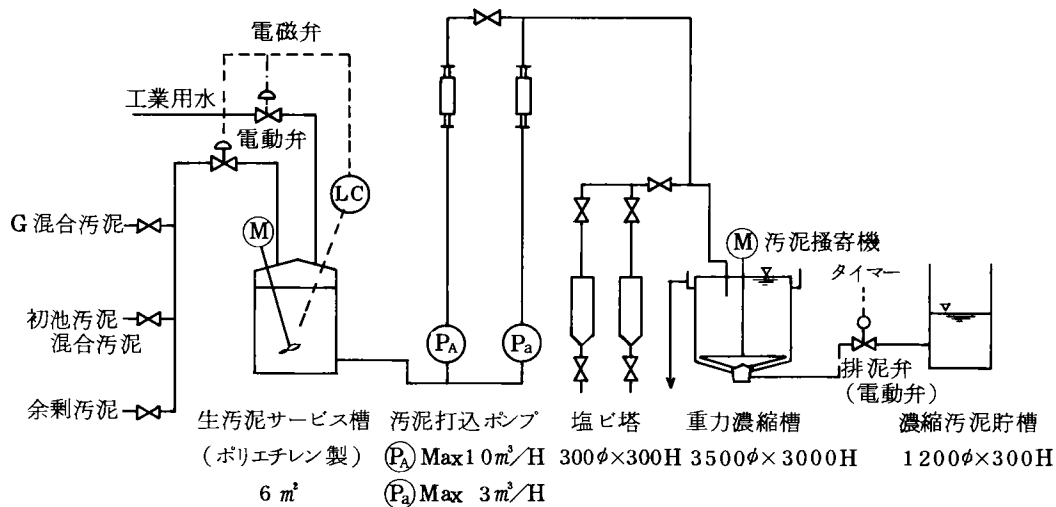 電磁弁
工業用水
電動弁
LC
G混合汚泥
M
M 汚泥掻寄機
タイマー
初池汚泥
混合汚泥
PA
Pa
排泥弁
(電動弁)
余剰汚泥
生汚泥サービス槽
(ポリエチレン製)
6 m²
汚泥打込ポンプ
PA Max10m³/H
Pa Max 3m³/H
塩ビ塔
300φ×300H
重力濃縮槽
3500φ×3000H
濃縮汚泥貯槽
1200φ×300H